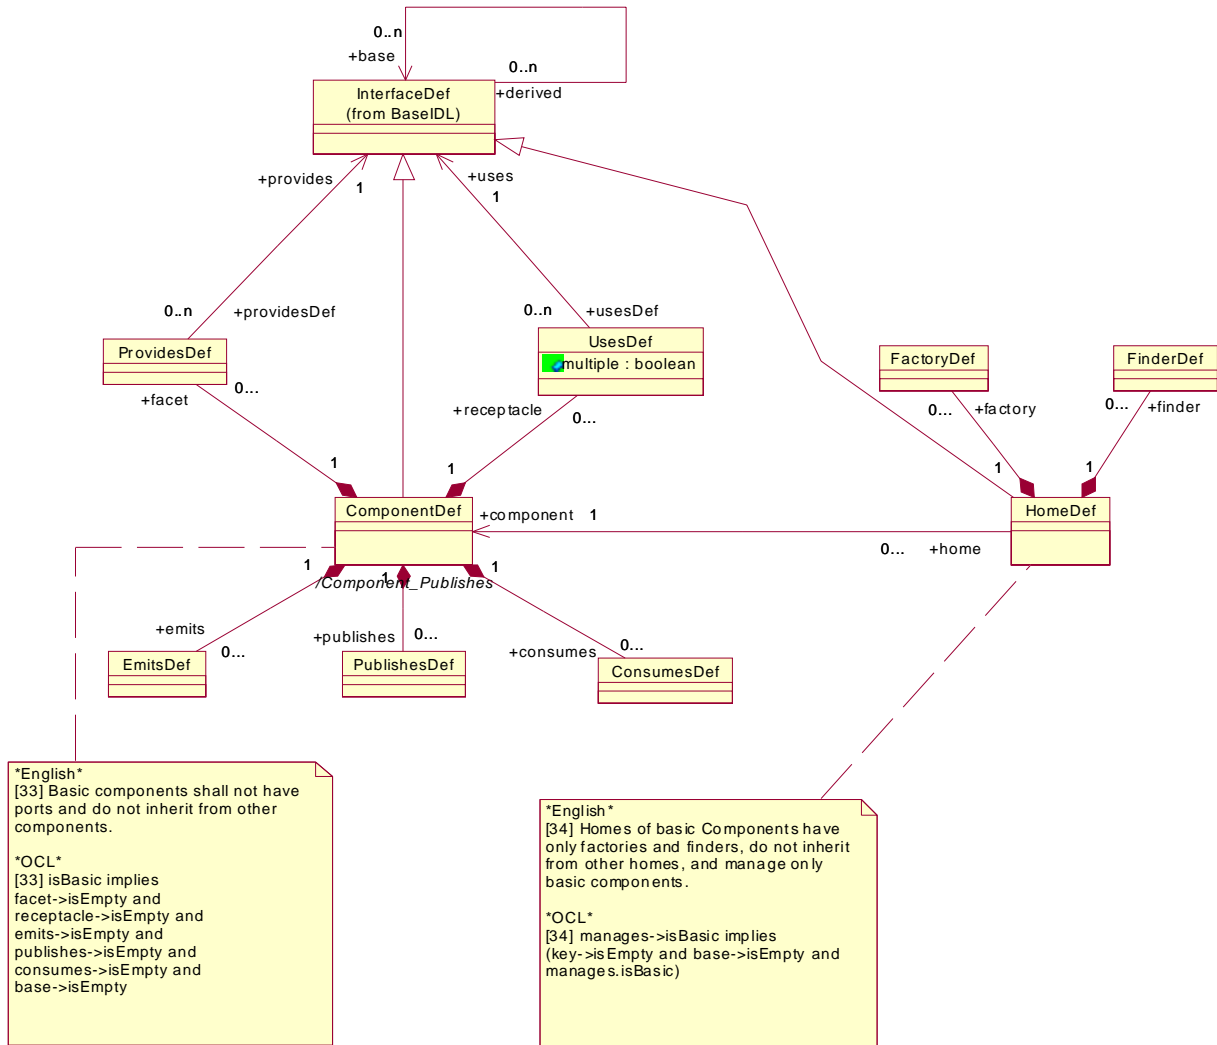 0..n
+base
0..n
+derived
InterfaceDef
(from BaseIDL)
+provides
1
+uses
1
0..n
+providesDef
0..n
+usesDef
ProvidesDef
UsesDef
multiple : boolean
FactoryDef
FinderDef
0...
+facet
+receptacle
0...
0...
+factory
0...
+finder
1
1
1
1
ComponentDef
+component
1
HomeDef
0...
+home
1
1
1
/Component_Publishes
+emits
0...
+publishes
0...
+consumes
0...
EmitsDef
PublishesDef
ConsumesDef
*English*
[33] Basic components shall not have
ports and do not inherit from other
components.
*OCL*
[33] isBasic implies
facet->isEmpty and
receptacle->isEmpty and
emits->isEmpty and
publishes->isEmpty and
consumes->isEmpty and
base->isEmpty
*English*
[34] Homes of basic Components have
only factories and finders, do not inherit
from other homes, and manage only
basic components.
*OCL*
[34] manages->isBasic implies
(key->isEmpty and base->isEmpty and
manages.isBasic)